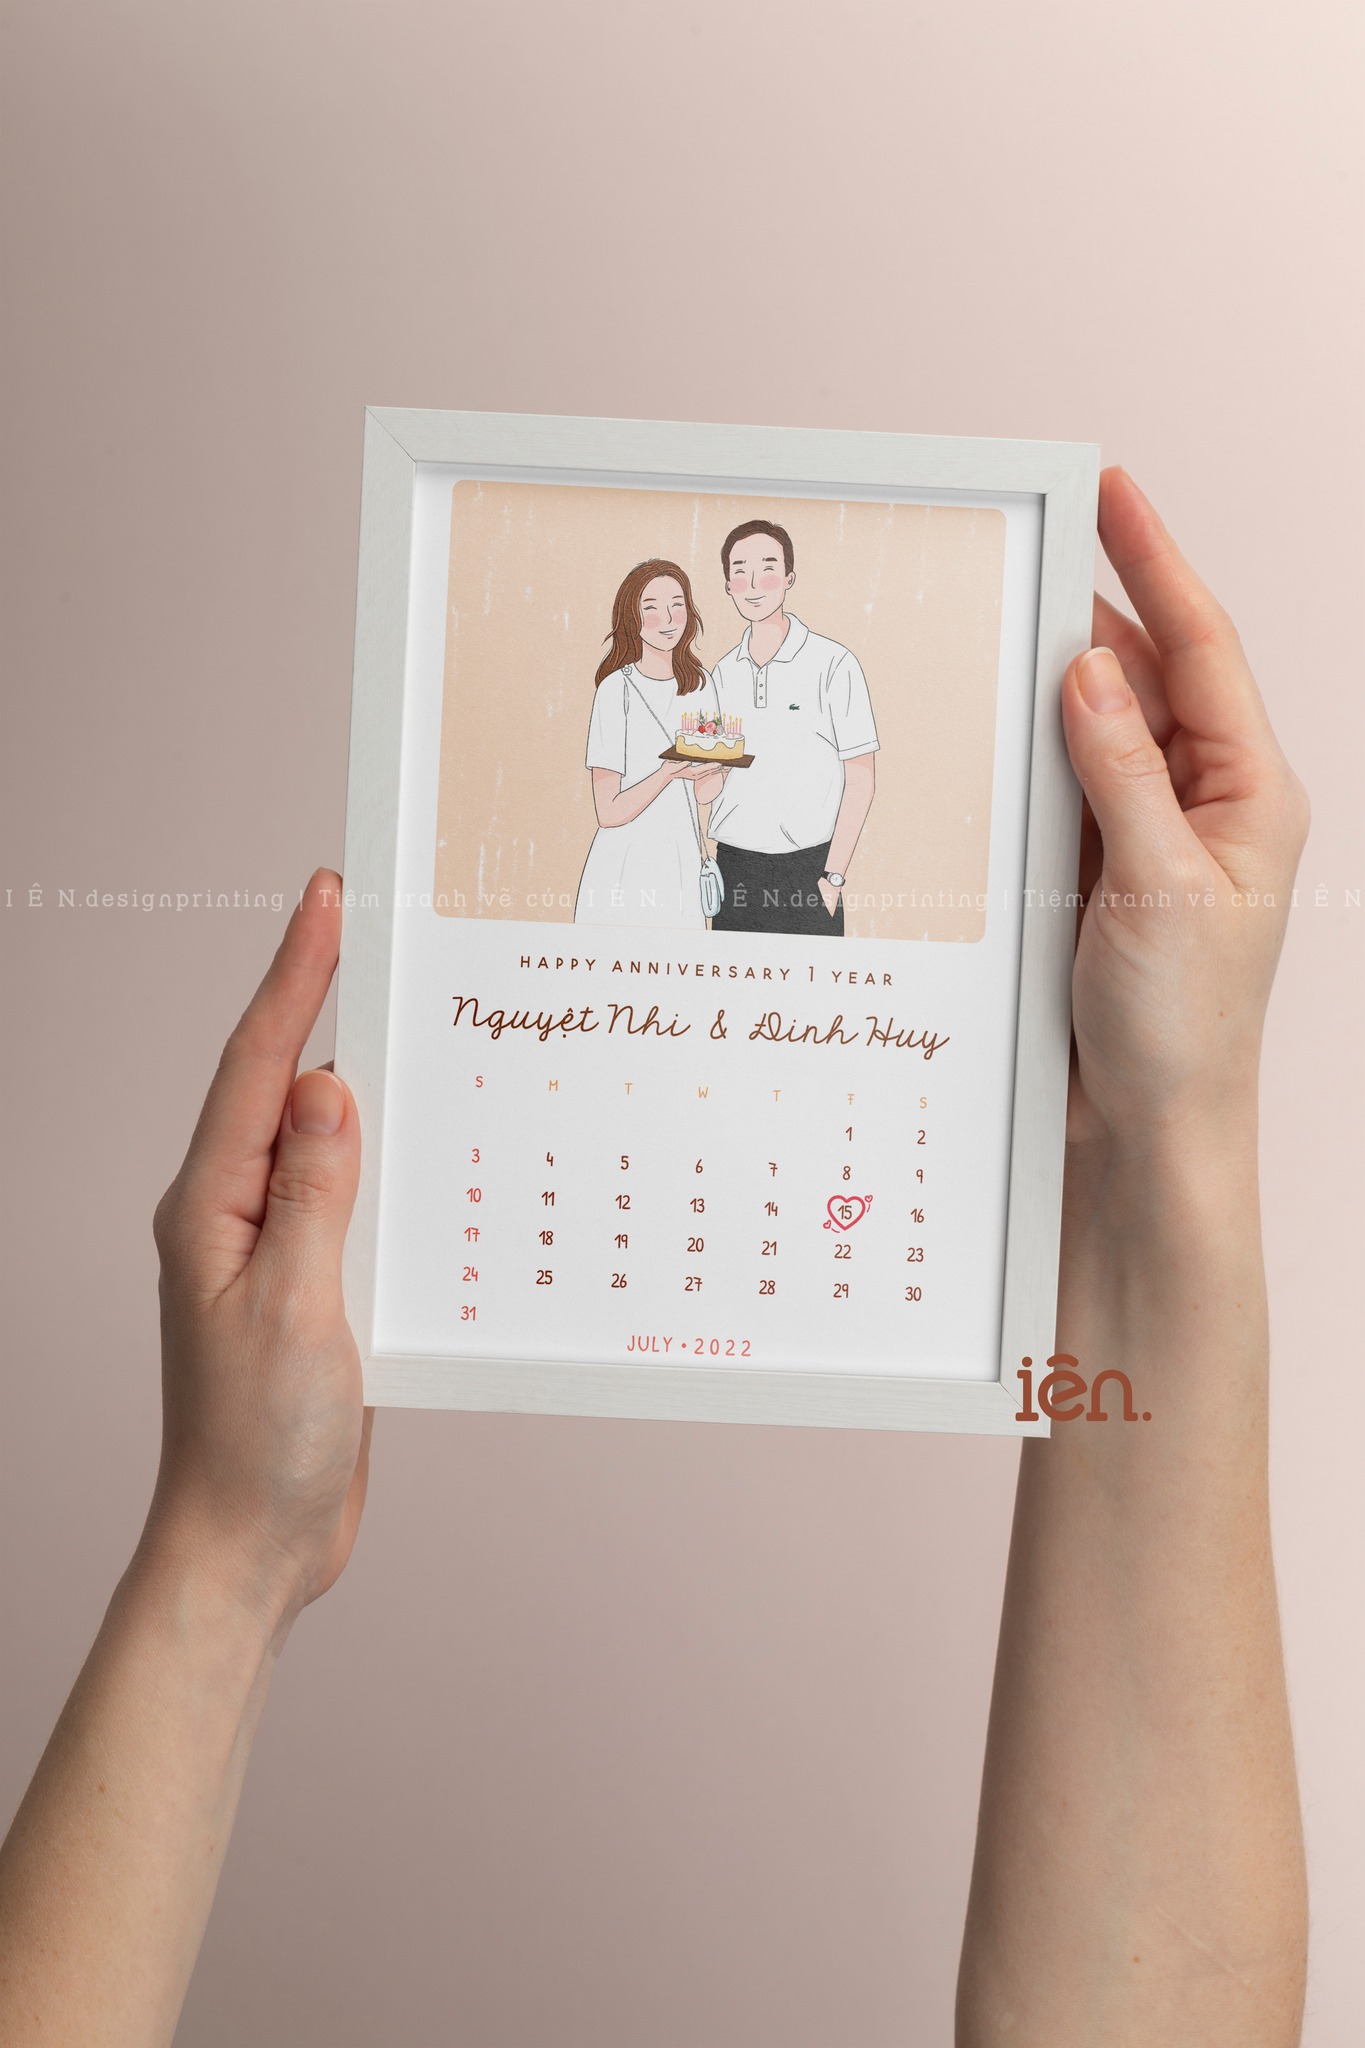 I Ê N.designprinting | Tiệm tranh vẽ của I Ê N. | I Ê N.designprinting | Tiệm tranh vẽ của I Ê N
HAPPY ANNIVERSARY 1 YEAR
Nguyệt Nhi & Đinh Huy
S M T W T F S
1 2
3 4 5 6 7 8 9
10 11 12 13 14 15 16
17 18 19 20 21 22 23
24 25 26 27 28 29 30
31
JULY • 2022
iên.